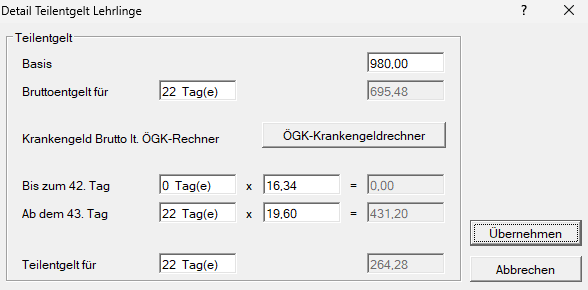 Detail Teilentgelt Lehrlinge ? ×
Teilentgelt
Basis 980,00
Bruttoentgelt für 22 Tag(e) 695,48
Krankengeld Brutto lt. ÖGK-Rechner ÖGK-Krankengeldrechner
Bis zum 42. Tag 0 Tag(e) x 16,34 = 0,00
Ab dem 43. Tag 22 Tag(e) x 19,60 = 431,20
Übernehmen
Teilentgelt für 22 Tag(e) 264,28
Abbrechen